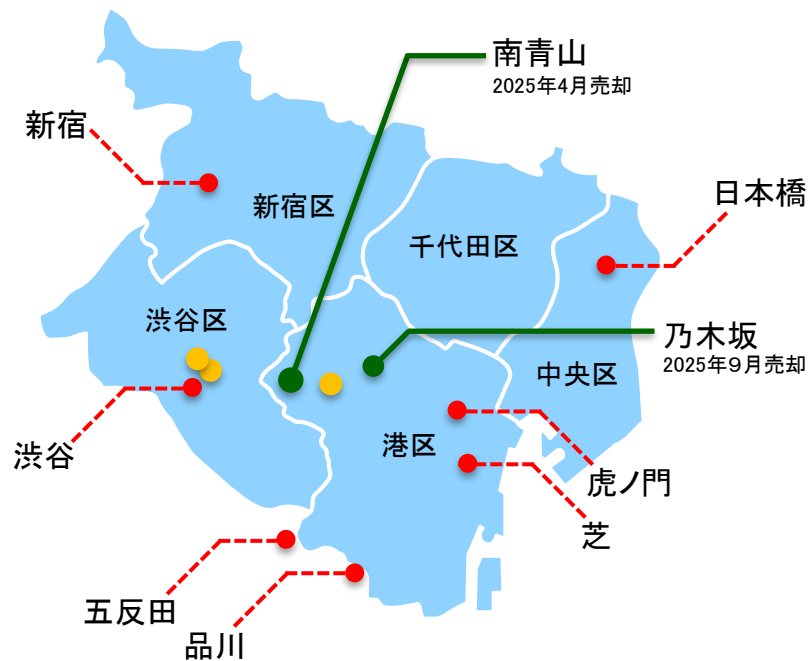 南青山
2025年4月売却
新宿
日本橋
新宿区
千代田区
渋谷区
乃木坂
2025年９月売却
中央区
港区
渋谷
虎ノ門
芝
五反田
品川